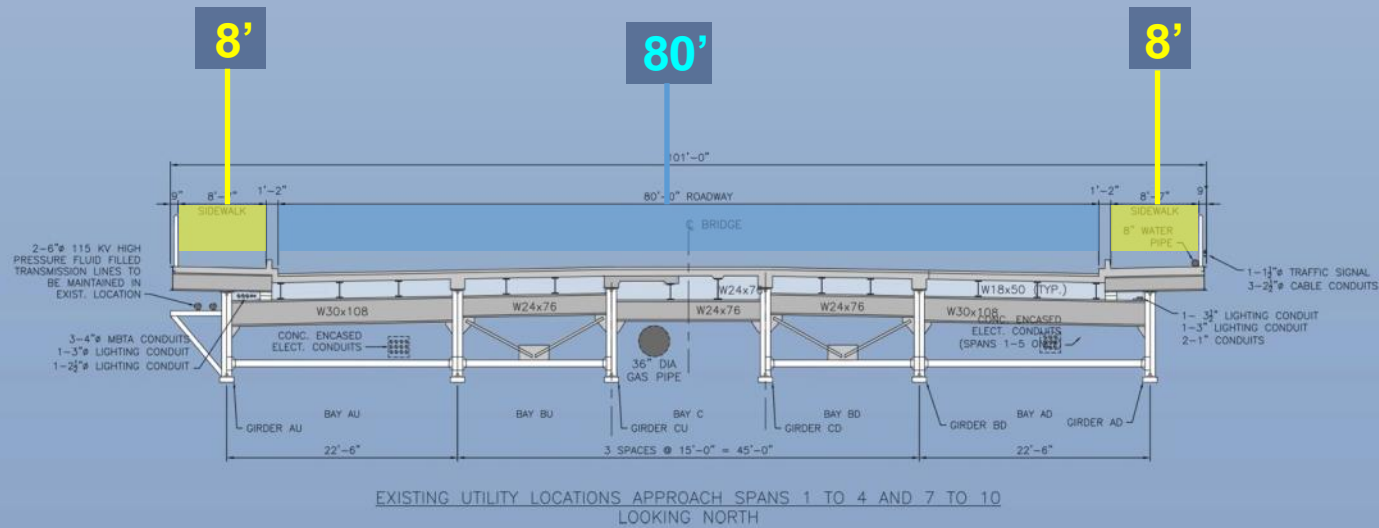 8'
80'
8'
101'-0"
9"
1'-2"
80'-0" ROADWAY
1'-2"
8'-7"
9"
SIDEWALK
SIDEWALK
℄ BRIDGE
8" WATER
PIPE
2-6"ø 115 KV HIGH
PRESSURE FLUID FILLED
TRANSMISSION LINES TO
BE MAINTAINED IN
EXIST. LOCATION
1-1½"ø TRAFFIC SIGNAL
3-2½"ø CABLE CONDUITS
W24x76
W18x50 (TYP.)
W30x108
W24x76
W24x76
W24x76
W30x108
3-4"ø MBTA CONDUITS
1-3"ø LIGHTING CONDUIT
1-2½"ø LIGHTING CONDUIT
CONC. ENCASED
ELECT. CONDUITS
36" DIA
GAS PIPE
CONC. ENCASED
ELECT. CONDUITS
(SPANS 1-5 ONLY)
1- 3½" LIGHTING CONDUIT
1-3" LIGHTING CONDUIT
2-1" CONDUITS
BAY AU
BAY BU
BAY C
BAY BD
BAY AD
GIRDER AU
GIRDER CU
GIRDER CD
GIRDER BD
GIRDER AD
22'-6"
3 SPACES @ 15'-0" = 45'-0"
22'-6"
EXISTING UTILITY LOCATIONS APPROACH SPANS 1 TO 4 AND 7 TO 10
LOOKING NORTH